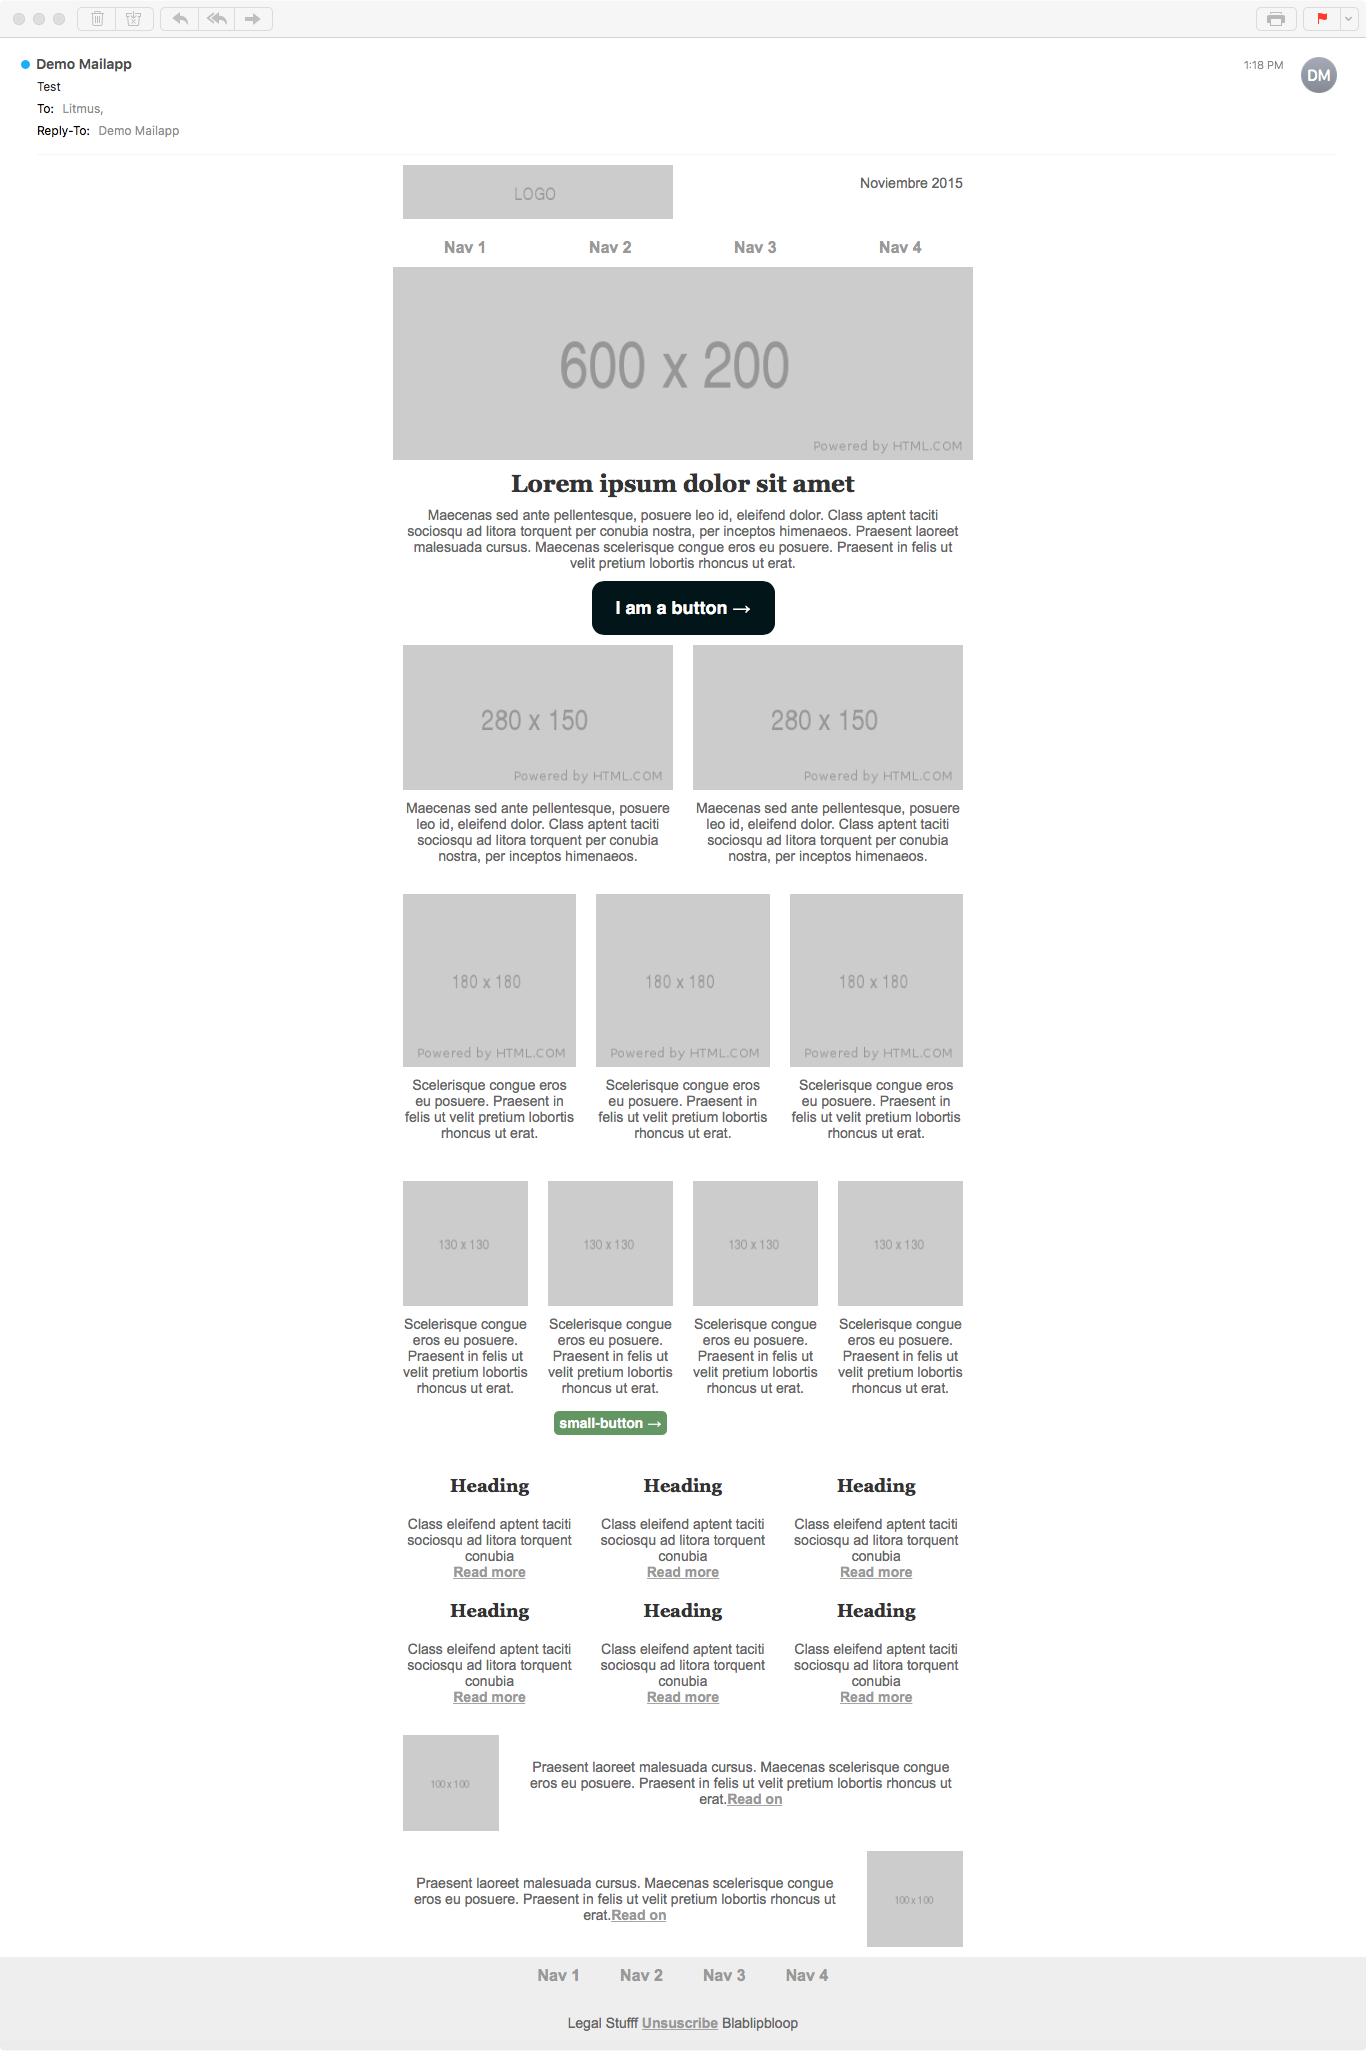 Demo Mailapp
1:18 PM
DM
Test
To: Litmus,
Reply-To: Demo Mailapp
LOGO
Noviembre 2015
Nav 1 Nav 2 Nav 3 Nav 4
600 x 200
Powered by HTML.COM
Lorem ipsum dolor sit amet
Maecenas sed ante pellentesque, posuere leo id, eleifend dolor. Class aptent taciti
sociosqu ad litora torquent per conubia nostra, per inceptos himenaeos. Praesent laoreet
malesuada cursus. Maecenas scelerisque congue eros eu posuere. Praesent in felis ut
velit pretium lobortis rhoncus ut erat.
I am a button →
280 x 150
Powered by HTML.COM
Maecenas sed ante pellentesque, posuere
leo id, eleifend dolor. Class aptent taciti
sociosqu ad litora torquent per conubia
nostra, per inceptos himenaeos.
280 x 150
Powered by HTML.COM
Maecenas sed ante pellentesque, posuere
leo id, eleifend dolor. Class aptent taciti
sociosqu ad litora torquent per conubia
nostra, per inceptos himenaeos.
180 x 180
Powered by HTML.COM
Scelerisque congue eros
eu posuere. Praesent in
felis ut velit pretium lobortis
rhoncus ut erat.
180 x 180
Powered by HTML.COM
Scelerisque congue eros
eu posuere. Praesent in
felis ut velit pretium lobortis
rhoncus ut erat.
180 x 180
Powered by HTML.COM
Scelerisque congue eros
eu posuere. Praesent in
felis ut velit pretium lobortis
rhoncus ut erat.
130 x 130
Scelerisque congue
eros eu posuere.
Praesent in felis ut
velit pretium lobortis
rhoncus ut erat.
130 x 130
Scelerisque congue
eros eu posuere.
Praesent in felis ut
velit pretium lobortis
rhoncus ut erat.
small-button →
130 x 130
Scelerisque congue
eros eu posuere.
Praesent in felis ut
velit pretium lobortis
rhoncus ut erat.
130 x 130
Scelerisque congue
eros eu posuere.
Praesent in felis ut
velit pretium lobortis
rhoncus ut erat.
Heading
Class eleifend aptent taciti
sociosqu ad litora torquent
conubia
Read more
Heading
Class eleifend aptent taciti
sociosqu ad litora torquent
conubia
Read more
Heading
Class eleifend aptent taciti
sociosqu ad litora torquent
conubia
Read more
Heading
Class eleifend aptent taciti
sociosqu ad litora torquent
conubia
Read more
Heading
Class eleifend aptent taciti
sociosqu ad litora torquent
conubia
Read more
Heading
Class eleifend aptent taciti
sociosqu ad litora torquent
conubia
Read more
100 x 100
Praesent laoreet malesuada cursus. Maecenas scelerisque congue
eros eu posuere. Praesent in felis ut velit pretium lobortis rhoncus ut
erat.Read on
Praesent laoreet malesuada cursus. Maecenas scelerisque congue
eros eu posuere. Praesent in felis ut velit pretium lobortis rhoncus ut
erat.Read on
100 x 100
Nav 1 Nav 2 Nav 3 Nav 4
Legal Stufff Unsuscribe Blablipbloop